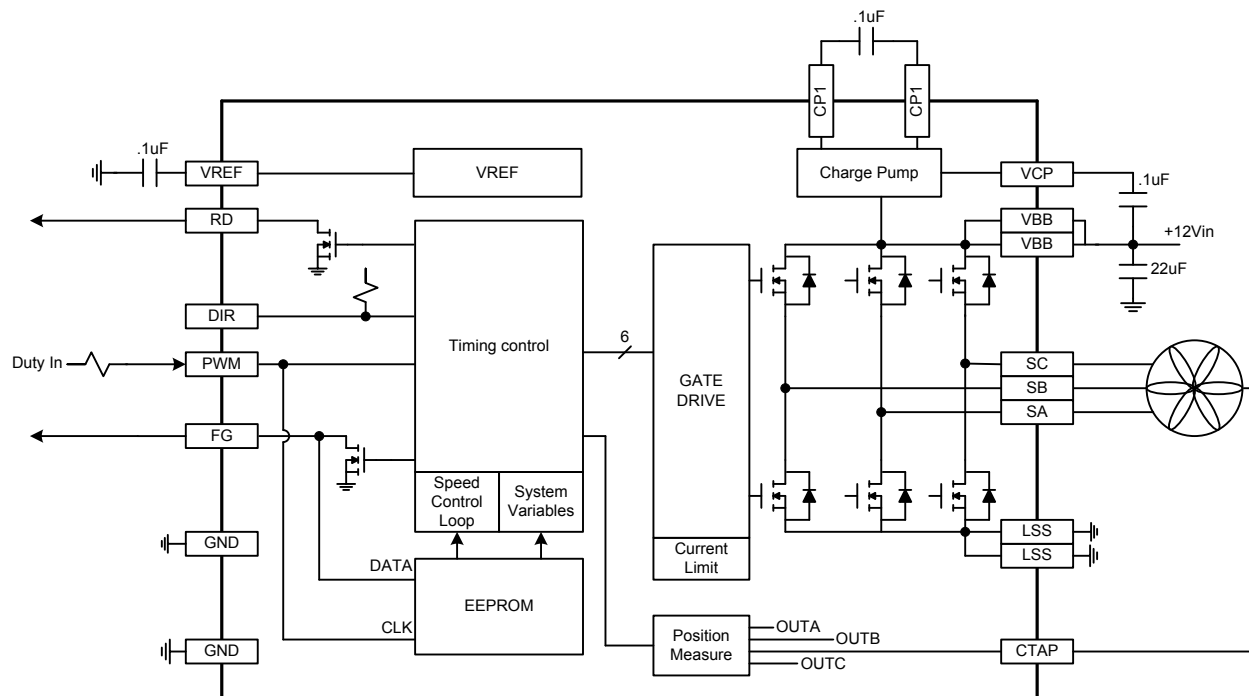 .1uF
CP1
CP1
.1uF
VREF
VREF
Charge Pump
VCP
.1uF
RD
VBB
VBB
+12Vin
22uF
DIR
Timing control
6
GATE
DRIVE
Duty In
PWM
SC
SB
SA
FG
Speed
Control
Loop
System
Variables
GND
LSS
LSS
Current
Limit
DATA
EEPROM
CLK
GND
Position
Measure
OUTA
OUTB
OUTC
CTAP